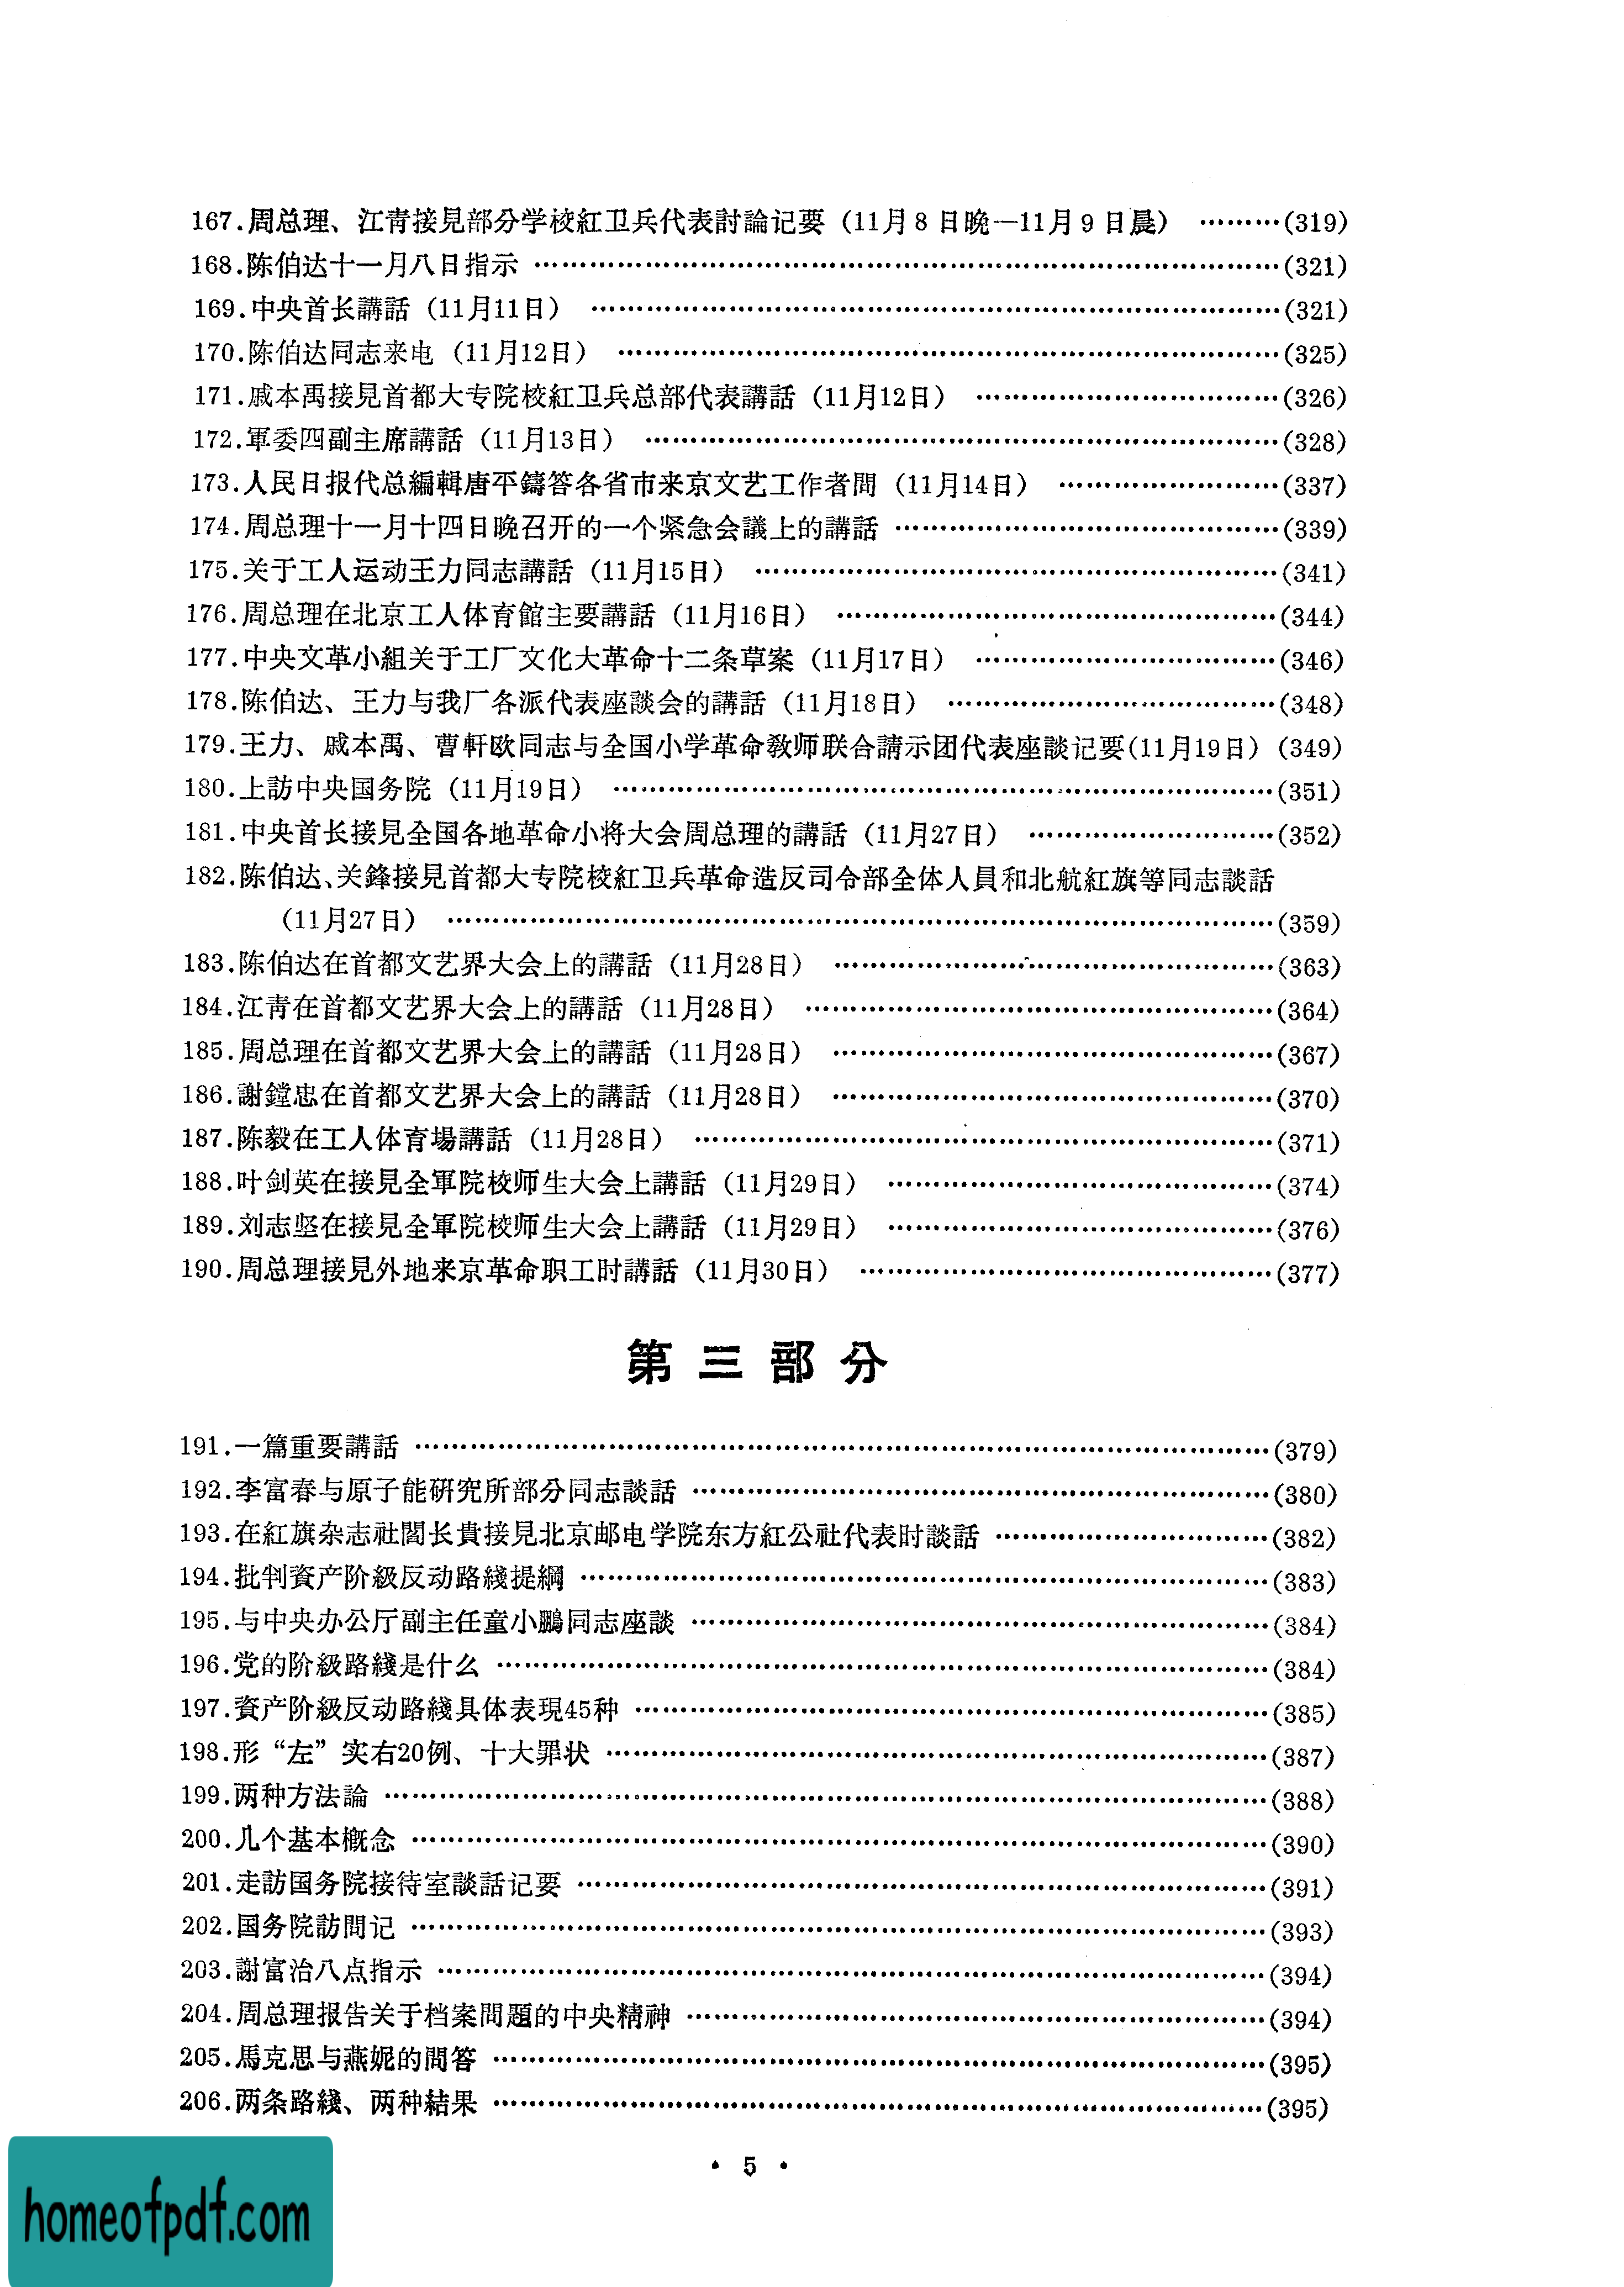 167.周总理、江青接見部分学校紅卫兵代表討論记要（11月8日晚—11月9日晨） ………(319)
168.陈伯达十一月八日指示 ………(321)
169.中央首长講話（11月11日） ………(321)
170.陈伯达同志来电（11月12日） ………(325)
171.戚本禹接見首都大专院校紅卫兵总部代表講話（11月12日） ………(326)
172.軍委四副主席講話（11月13日） ………(328)
173.人民日报代总編輯唐平鑄答各省市来京文艺工作者問（11月14日） ………(337)
174.周总理十一月十四日晚召开的一个紧急会議上的講話 ………(339)
175.关于工人运动王力同志講話（11月15日） ………(341)
176.周总理在北京工人体育館主要講話（11月16日） ………(344)
177.中央文革小組关于工厂文化大革命十二条草案（11月17日） ………(346)
178.陈伯达、王力与我厂各派代表座談会的講話（11月18日） ………(348)
179.王力、戚本禹、曹軒欧同志与全国小学革命教师联合請示团代表座談记要(11月19日) (349)
180.上訪中央国务院（11月19日） ………(351)
181.中央首长接見全国各地革命小将大会周总理的講話（11月27日） ………(352)
182.陈伯达、关鋒接見首都大专院校紅卫兵革命造反司令部全体人員和北航紅旗等同志談話
（11月27日） ………(359)
183.陈伯达在首都文艺界大会上的講話（11月28日） ………(363)
184.江青在首都文艺界大会上的講話（11月28日） ………(364)
185.周总理在首都文艺界大会上的講話（11月28日） ………(367)
186.謝鏜忠在首都文艺界大会上的講話（11月28日） ………(370)
187.陈毅在工人体育場講話（11月28日） ………(371)
188.叶剑英在接見全軍院校师生大会上講話（11月29日） ………(374)
189.刘志坚在接見全軍院校师生大会上講話（11月29日） ………(376)
190.周总理接見外地来京革命职工时講話（11月30日） ………(377)
第三部分
191.一篇重要講話 ………(379)
192.李富春与原子能研究所部分同志談話 ………(380)
193.在紅旗杂志社閻长貴接見北京邮电学院东方紅公社代表时談話 ………(382)
194.批判資产阶級反动路綫提綱 ………(383)
195.与中央办公厅副主任童小鵬同志座談 ………(384)
196.党的阶級路綫是什么 ………(384)
197.資产阶級反动路綫具体表現45种 ………(385)
198.形“左”实右20例、十大罪状 ………(387)
199.两种方法論 ………(388)
200.几个基本概念 ………(390)
201.走訪国务院接待室談話记要 ………(391)
202.国务院訪問记 ………(393)
203.謝富治八点指示 ………(394)
204.周总理报告关于档案問題的中央精神 ………(394)
205.馬克思与燕妮的問答 ………(395)
206.两条路綫、两种結果 ………(395)
· 5 ·
homeofpdf.com